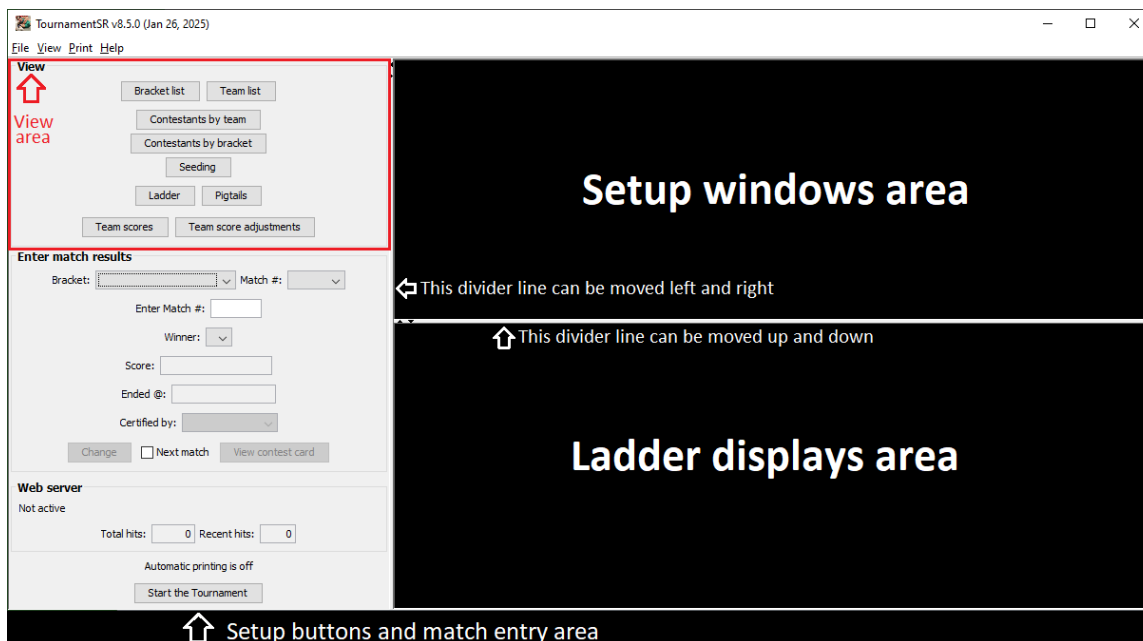 TournamentSR v8.5.0 (Jan 26, 2025)
File View Print Help
View
Bracket list Team list
View area
Contestants by team
Contestants by bracket
Seeding
Ladder Pigtails
Team scores Team score adjustments
Setup windows area
Enter match results
Bracket: Match #:
This divider line can be moved left and right
Enter Match #:
Winner:
This divider line can be moved up and down
Score:
Ended @:
Certified by:
Change Next match View contest card
Ladder displays area
Web server
Not active
Total hits: 0 Recent hits: 0
Automatic printing is off
Start the Tournament
Setup buttons and match entry area